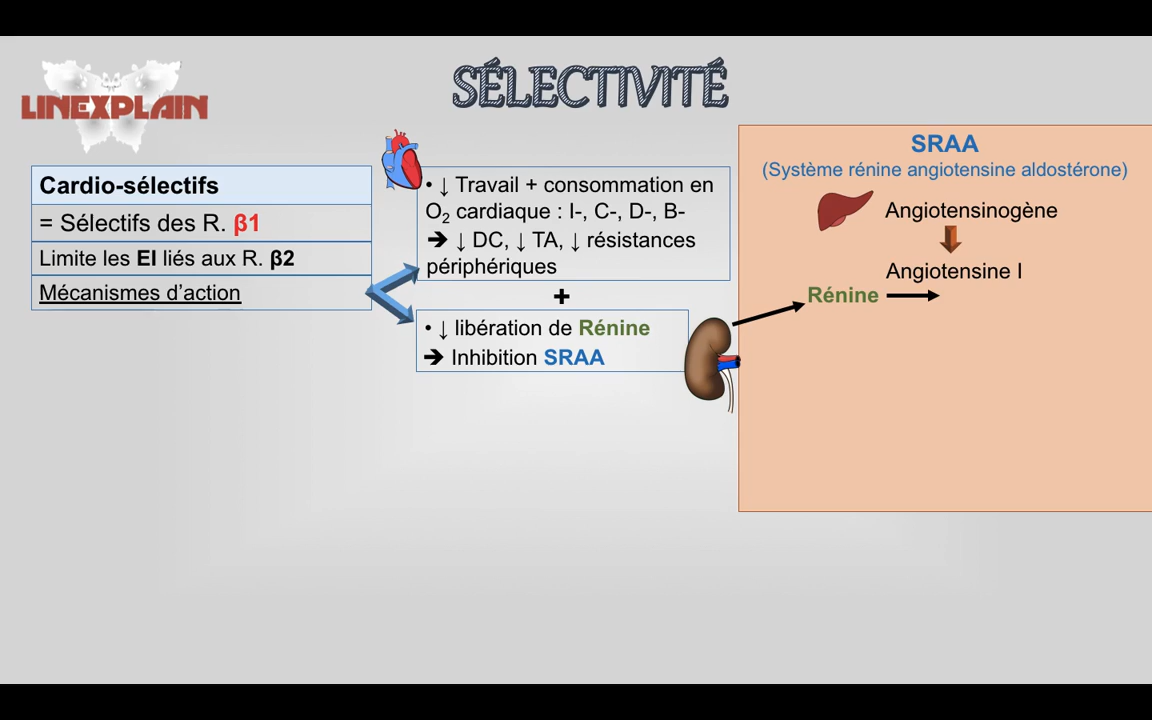 LINEXPLAIN
SÉLECTIVITÉ
Cardio-sélectifs
= Sélectifs des R. β1
Limite les EI liés aux R. β2
Mécanismes d'action
• ↓ Travail + consommation en
O₂ cardiaque : I-, C-, D-, B-
➔ ↓ DC, ↓ TA, ↓ résistances
périphériques
+
• ↓ libération de Rénine
➔ Inhibition SRAA
SRAA
(Système rénine angiotensine aldostérone)
Angiotensinogène
Angiotensine I
Rénine